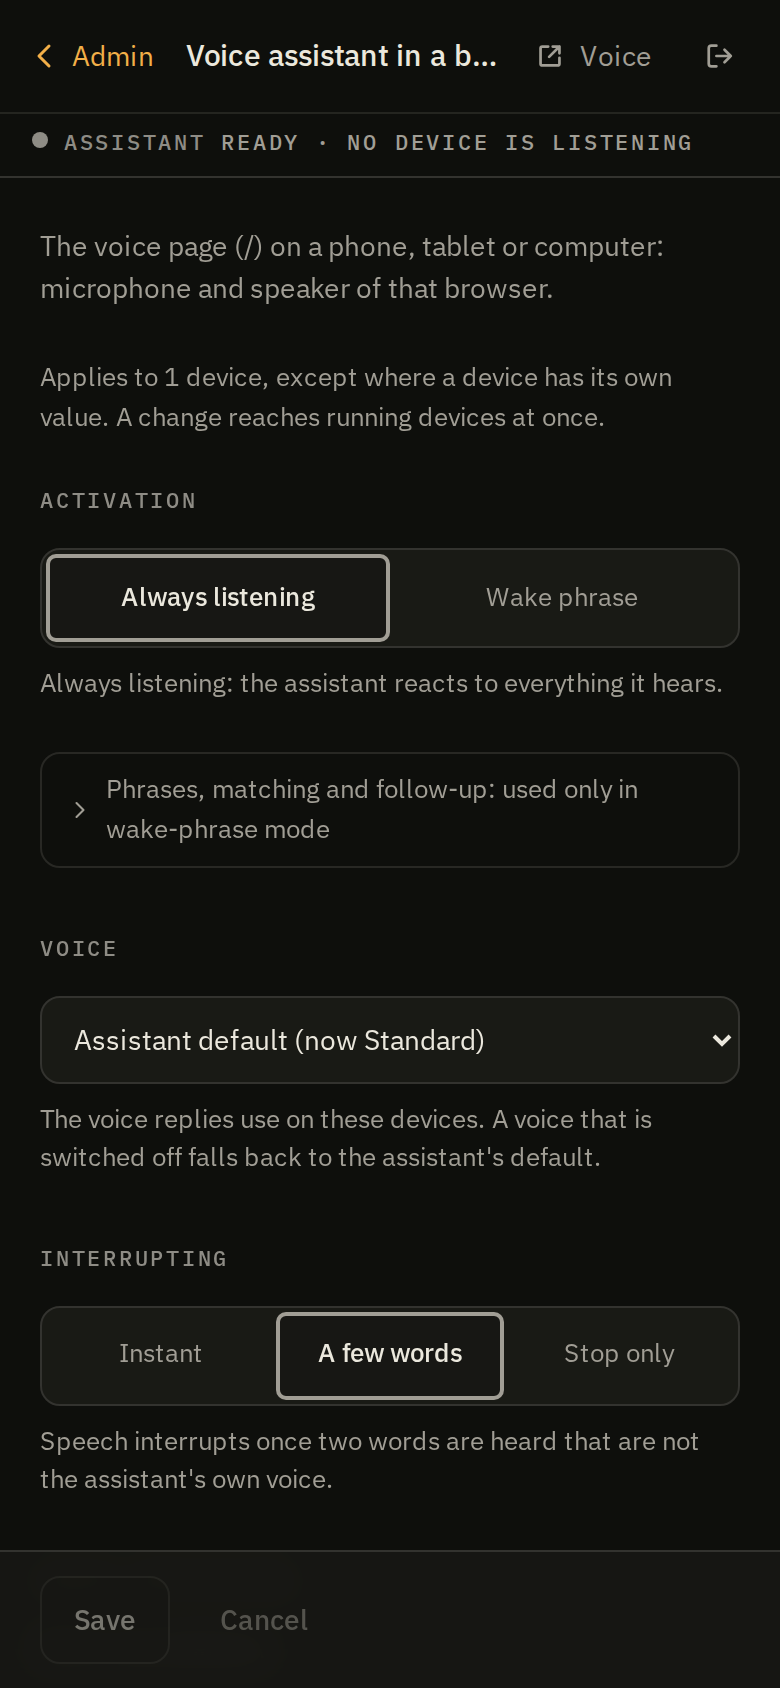 Admin Voice assistant in a b... Voice
ASSISTANT READY · NO DEVICE IS LISTENING
The voice page (/) on a phone, tablet or computer:
microphone and speaker of that browser.
Applies to 1 device, except where a device has its own
value. A change reaches running devices at once.
ACTIVATION
Always listening Wake phrase
Always listening: the assistant reacts to everything it hears.
Phrases, matching and follow-up: used only in
wake-phrase mode
VOICE
Assistant default (now Standard)
The voice replies use on these devices. A voice that is
switched off falls back to the assistant's default.
INTERRUPTING
Instant A few words Stop only
Speech interrupts once two words are heard that are not
the assistant's own voice.
Save Cancel